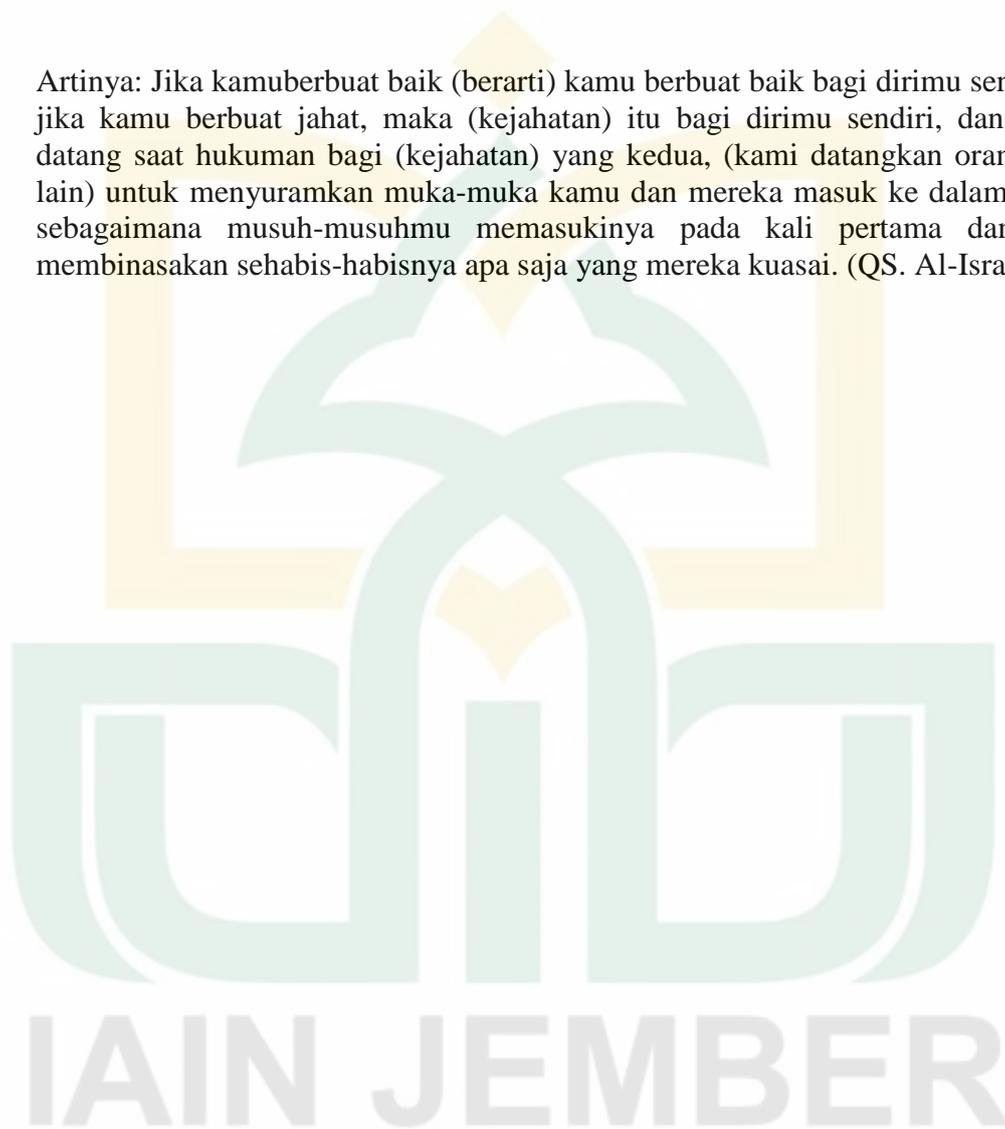 Artinya: Jika kamuberbuat baik (berarti) kamu berbuat baik bagi dirimu
jika kamu berbuat jahat, maka (kejahatan) itu bagi dirimu sendiri, dan
datang saat hukuman bagi (kejahatan) yang kedua, (kami datangkan
lain) untuk menyuramkan muka-muka kamu dan mereka masuk ke dalam
sebagaimana musuh-musuhmu memasukinya pada kali pertama
membinasakan sehabis-habisnya apa saja yang mereka kuasai. (QS. Al-Isra
IAIN JEMBER